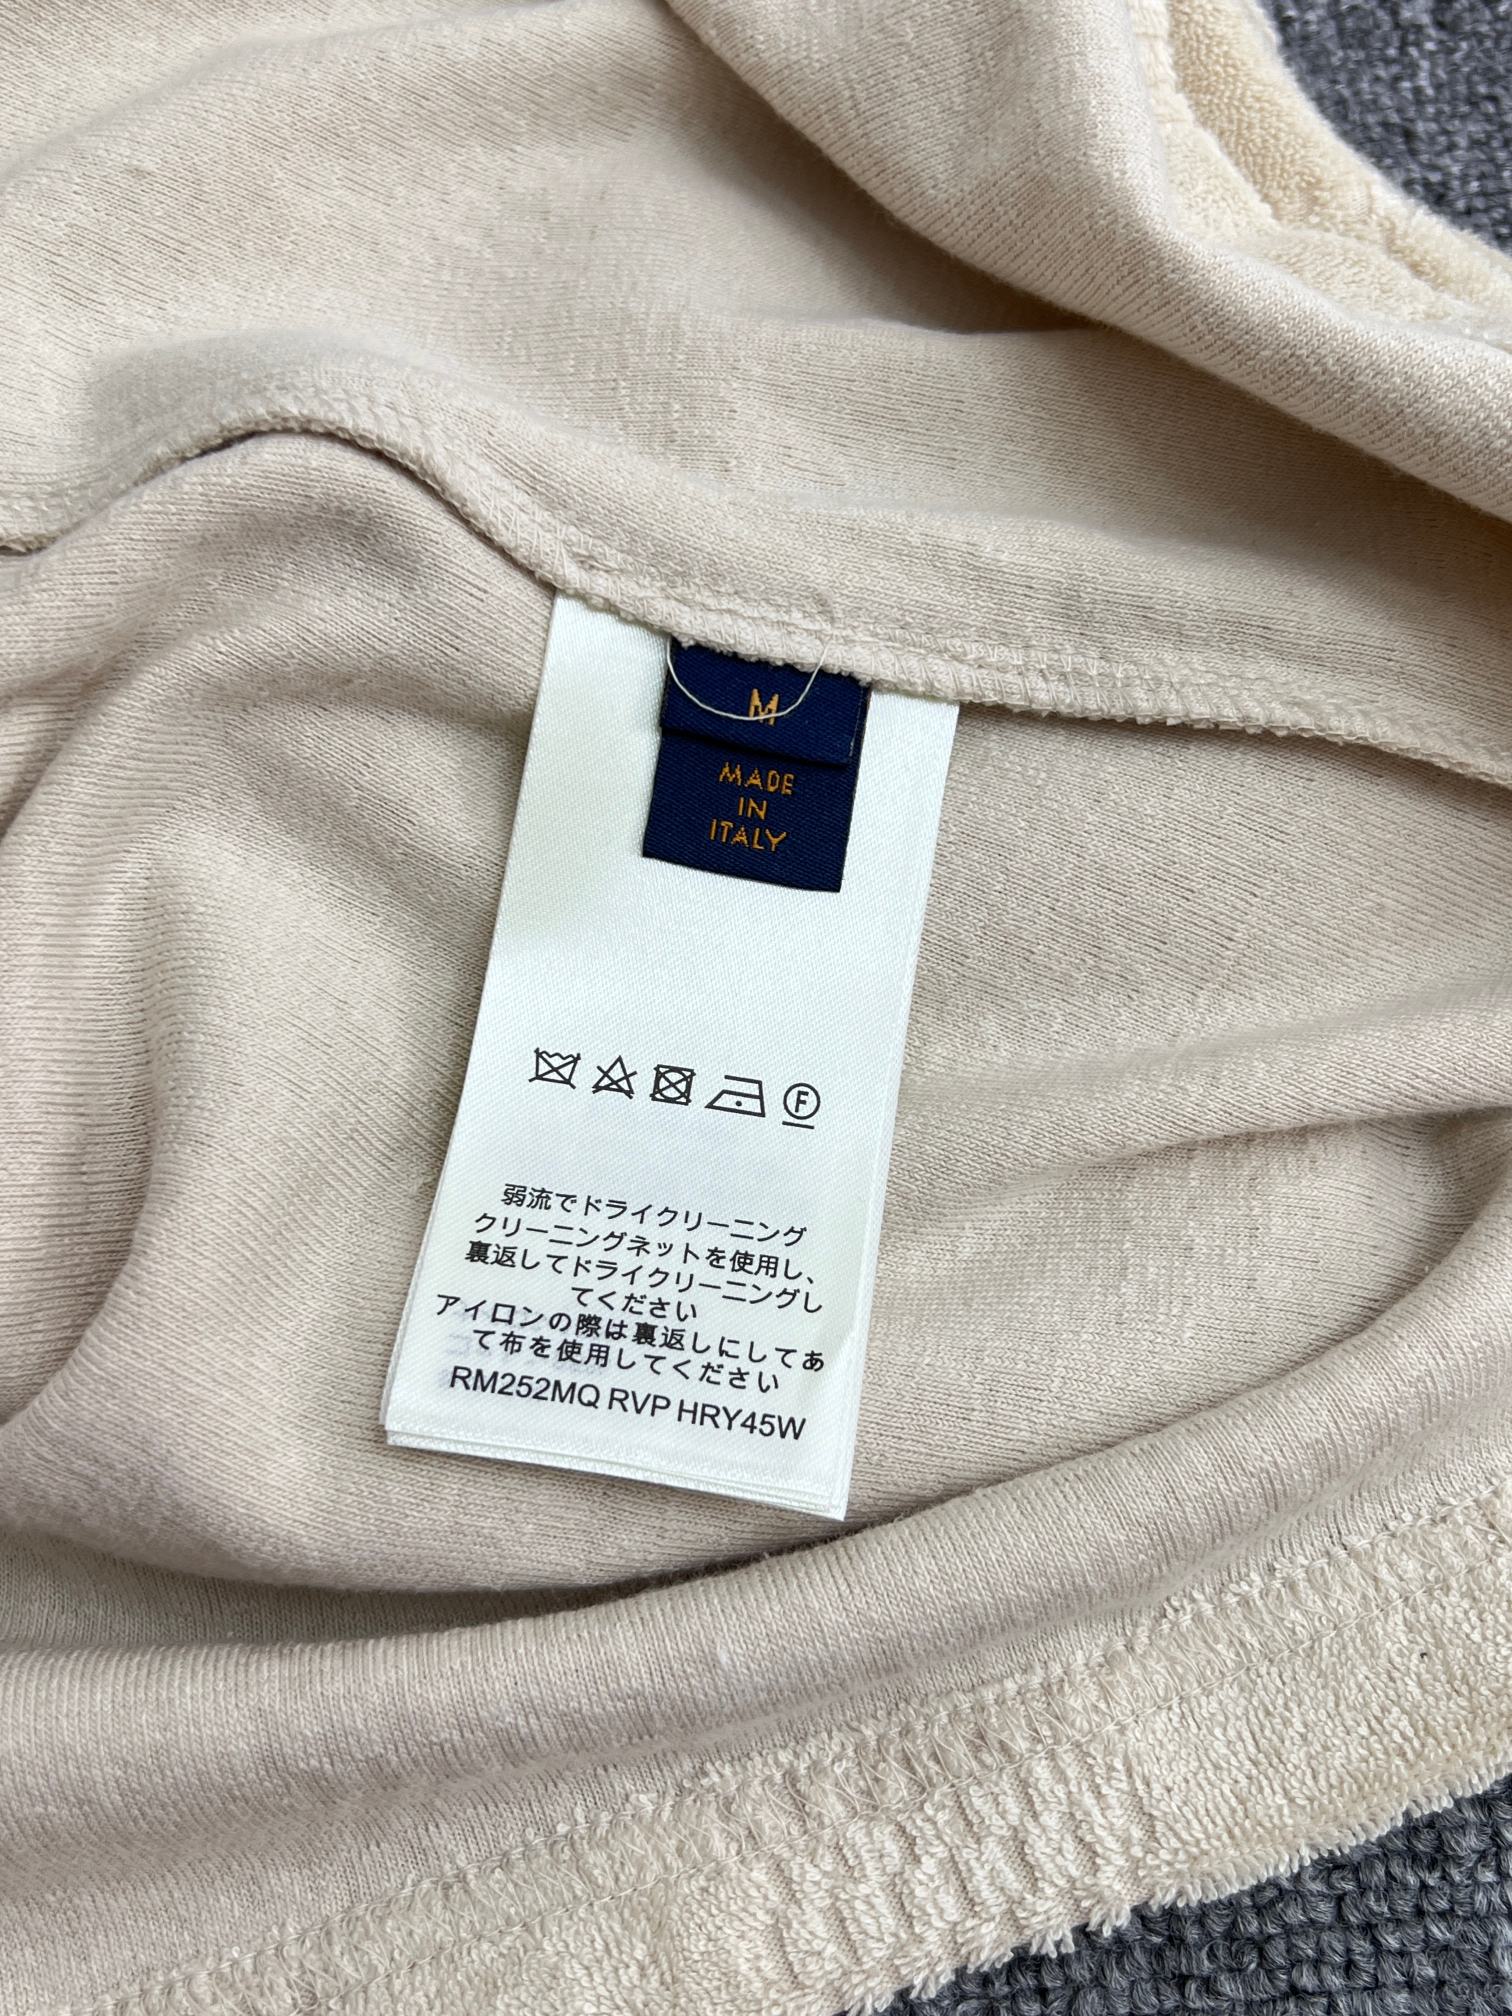 M
MADE
IN
ITALY
F
弱流でドライクリーニング
クリーニングネットを使用し、
裏返してドライクリーニングし
てください
アイロンの際は裏返しにしてあ
て布を使用してください
RM252MQ RVP HRY45W